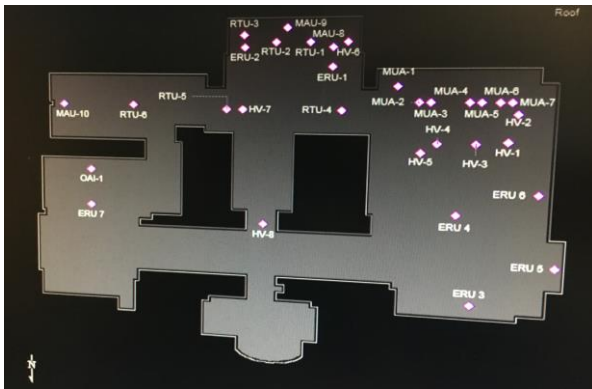 Roof
RTU-3
MAU-9
RTU-2
RTU-1
MAU-8
HV-6
ERU-2
ERU-1
MUA-1
RTU-5
MUA-2
MUA-3
MUA-4
MUA-5
MUA-6
MUA-7
MAU-10
RTU-6
HV-7
RTU-4
HV-2
HV-4
HV-5
HV-3
HV-1
OAI-1
ERU 7
ERU 6
ERU 4
HV-8
ERU 5
ERU 3
N